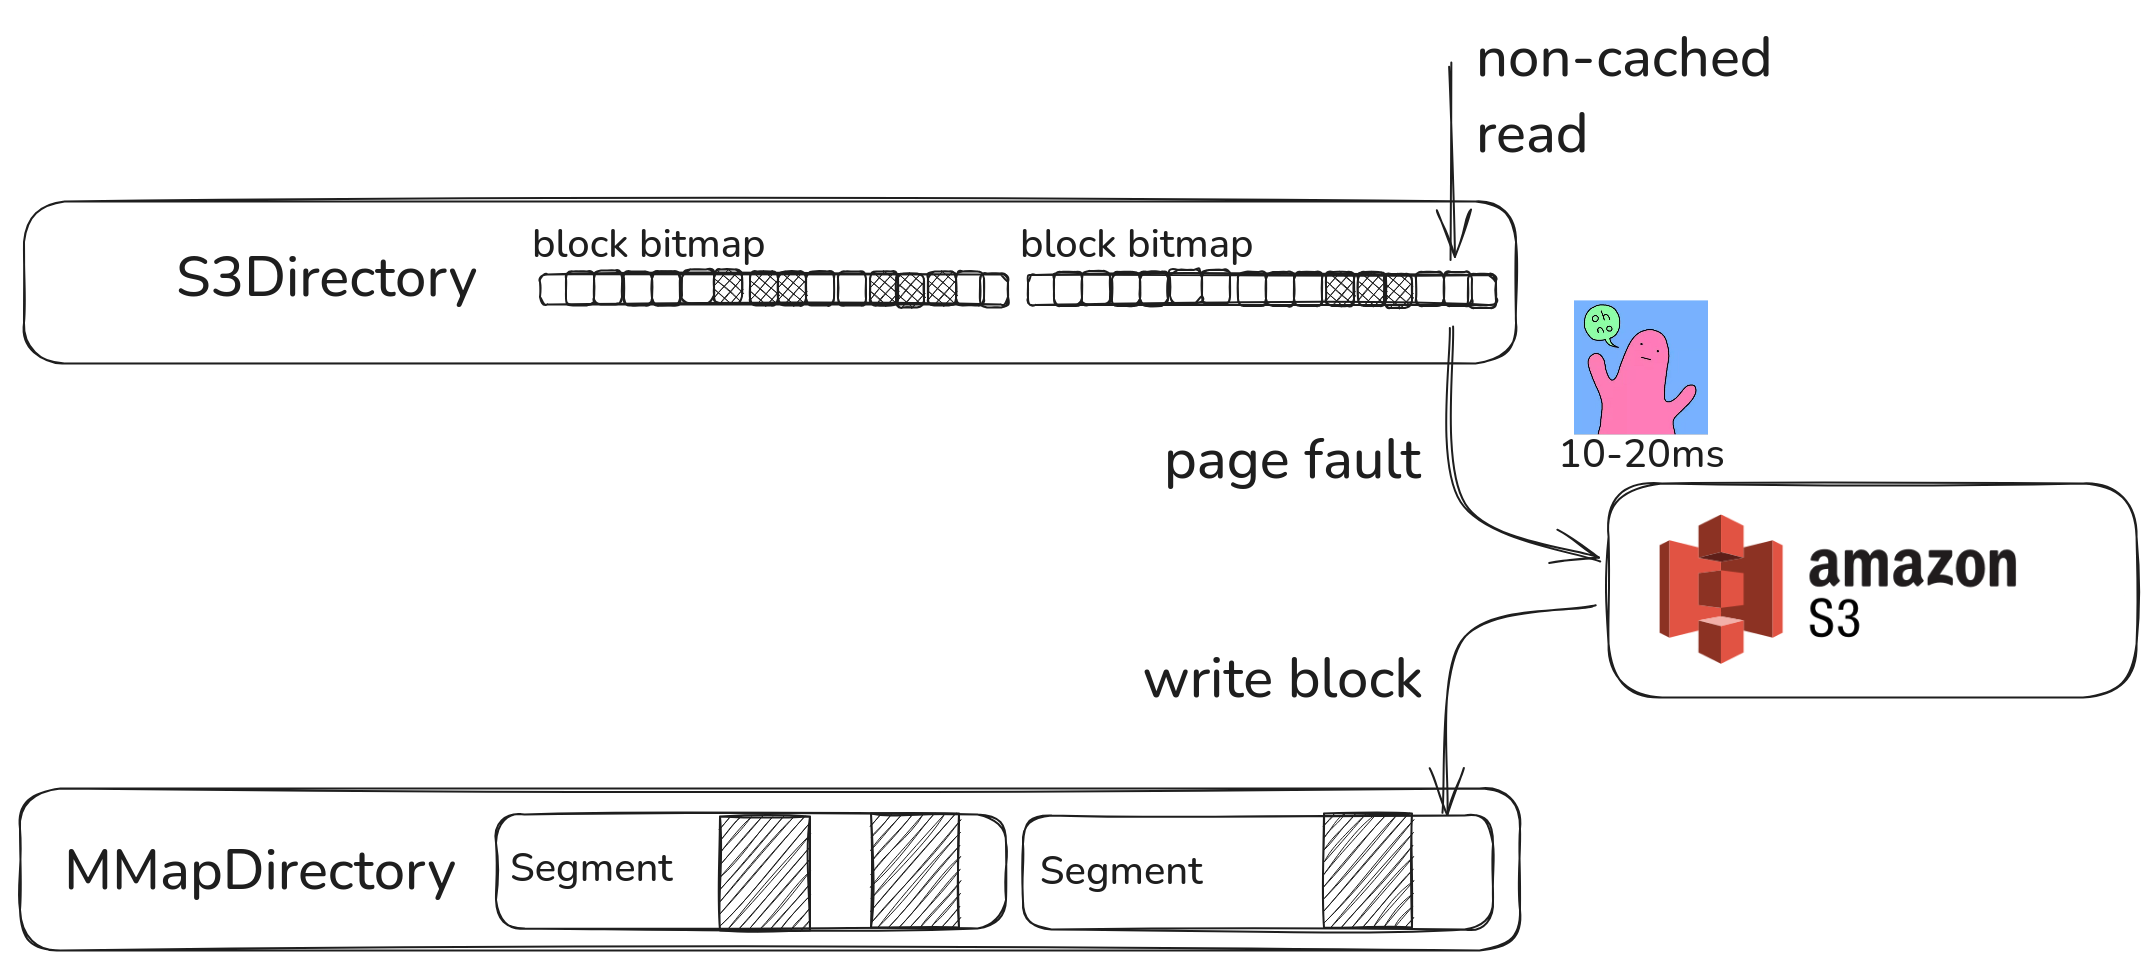 non-cached
read
block bitmap
block bitmap
S3Directory
oh
no
page fault
10-20ms
amazon
S3
write block
MMapDirectory
Segment
Segment